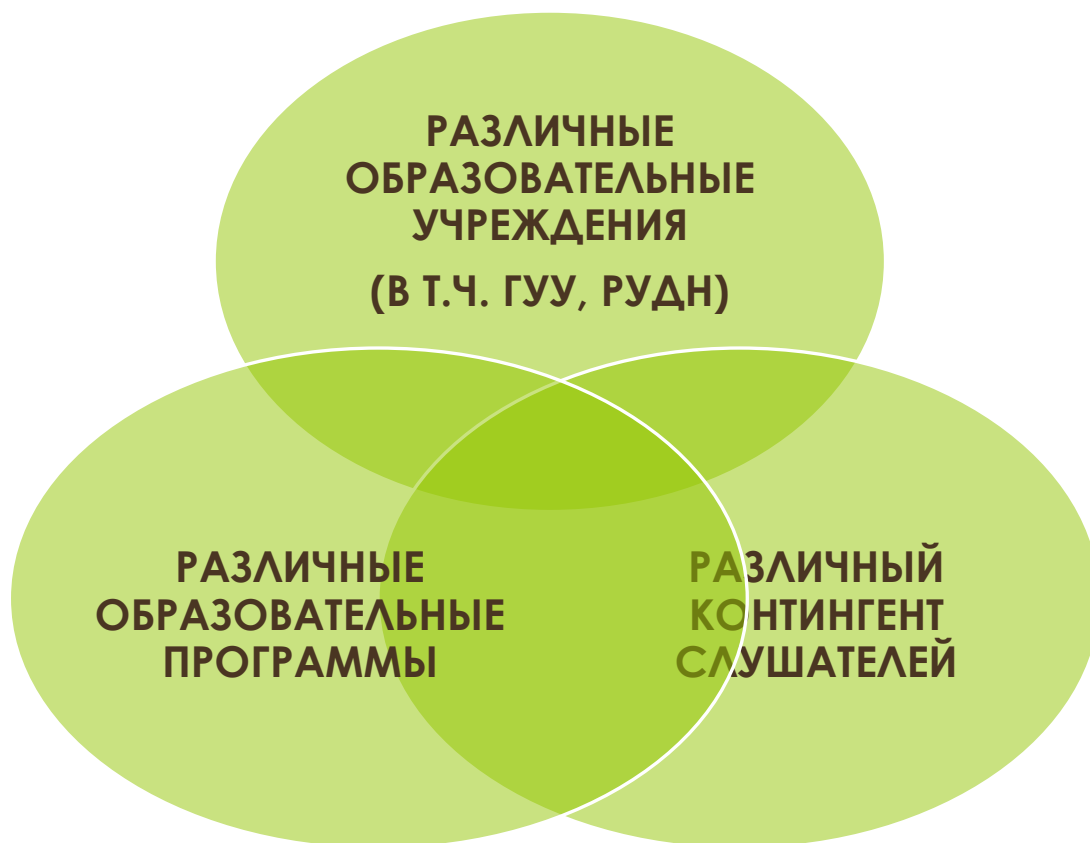 РАЗЛИЧНЫЕ
ОБРАЗОВАТЕЛЬНЫЕ
УЧРЕЖДЕНИЯ
(В Т.Ч. ГУУ, РУДН)
РАЗЛИЧНЫЕ
ОБРАЗОВАТЕЛЬНЫЕ
ПРОГРАММЫ
РАЗЛИЧНЫЙ
КОНТИНГЕНТ
СЛУШАТЕЛЕЙ